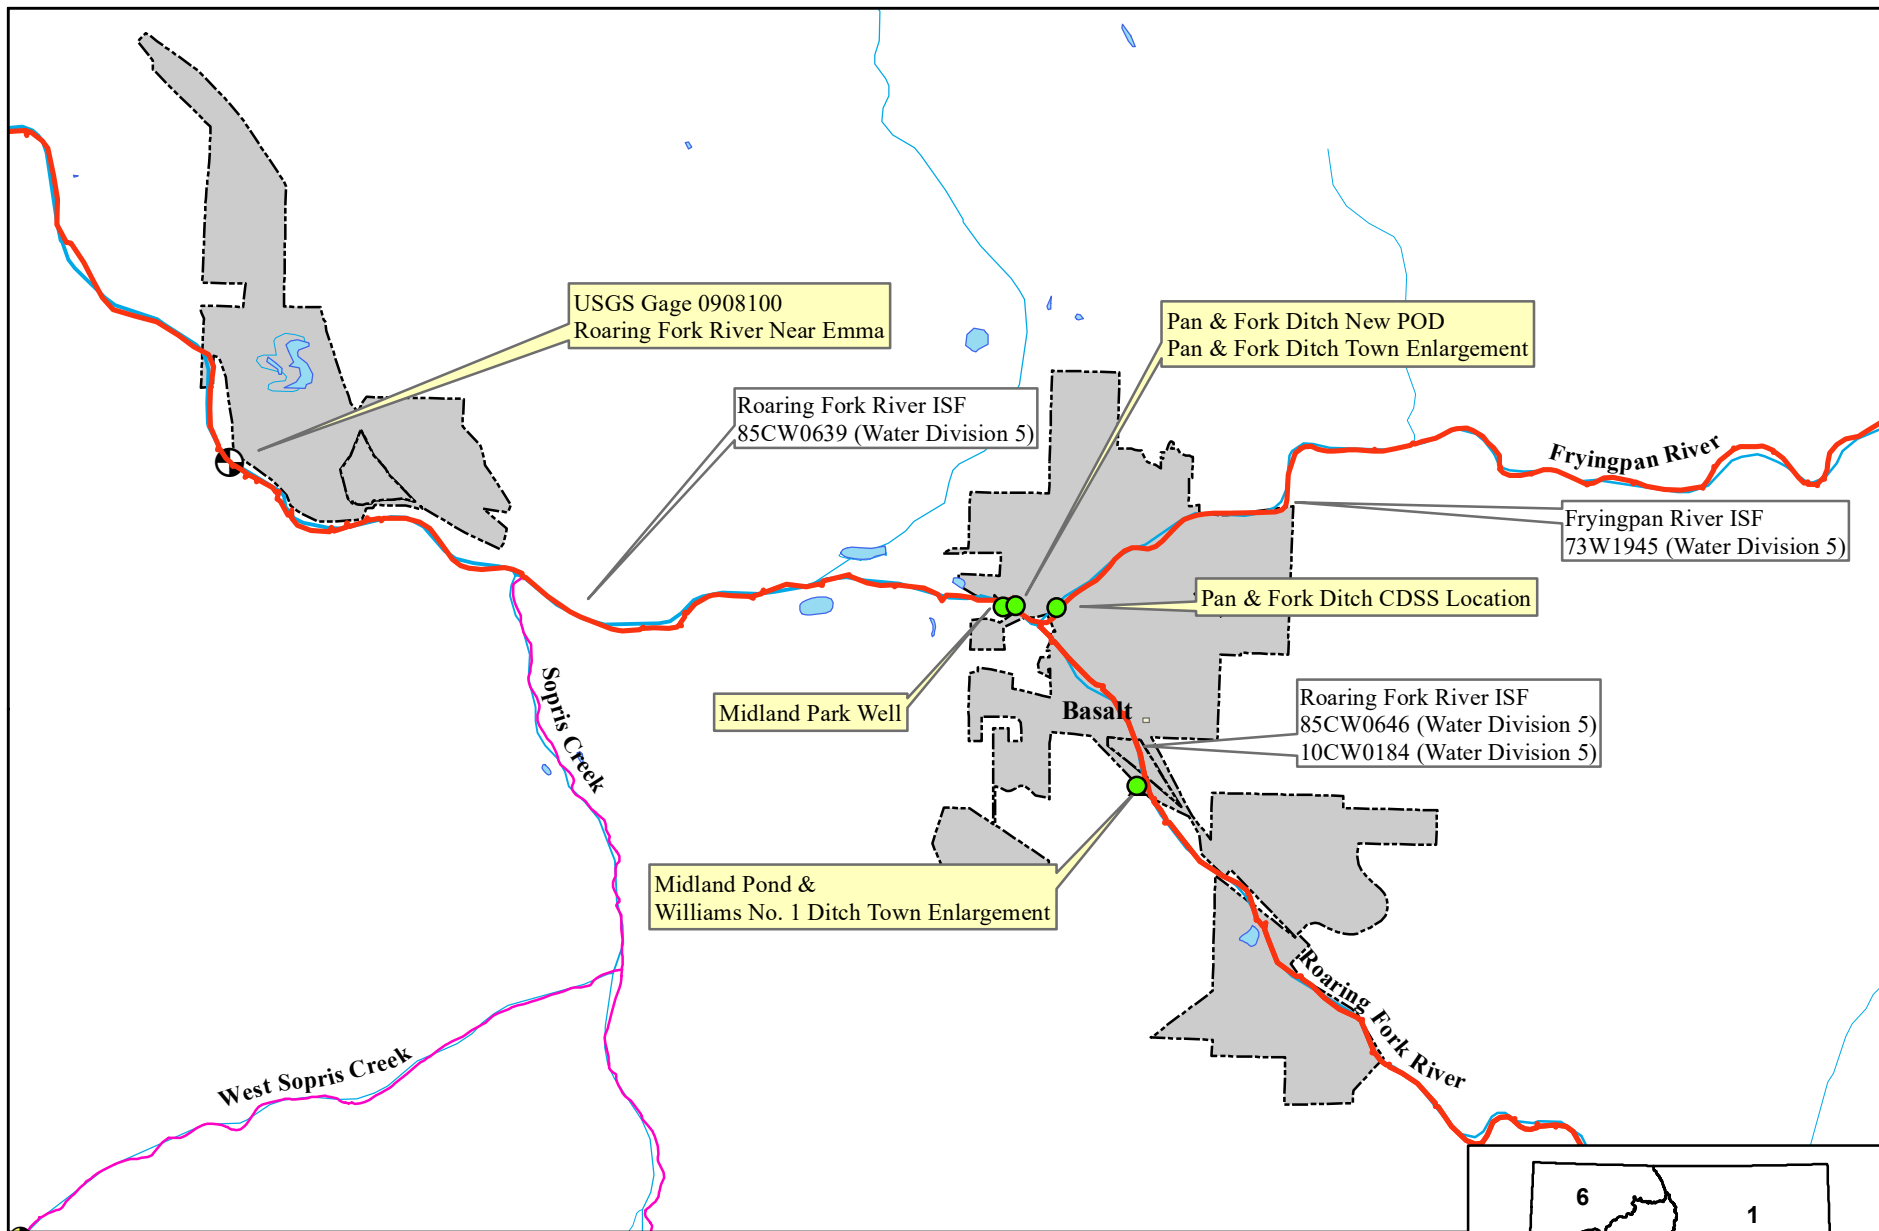 USGS Gage 0908100
Roaring Fork River Near Emma
Pan & Fork Ditch New POD
Pan & Fork Ditch Town Enlargement
Roaring Fork River ISF
85CW0639 (Water Division 5)
Fryingpan River
Fryingpan River ISF
73W1945 (Water Division 5)
Pan & Fork Ditch CDSS Location
Sopris Creek
Midland Park Well
Basalt
Roaring Fork River ISF
85CW0646 (Water Division 5)
10CW0184 (Water Division 5)
Midland Pond &
Williams No. 1 Ditch Town Enlargement
Roaring Fork River
West Sopris Creek
6
1